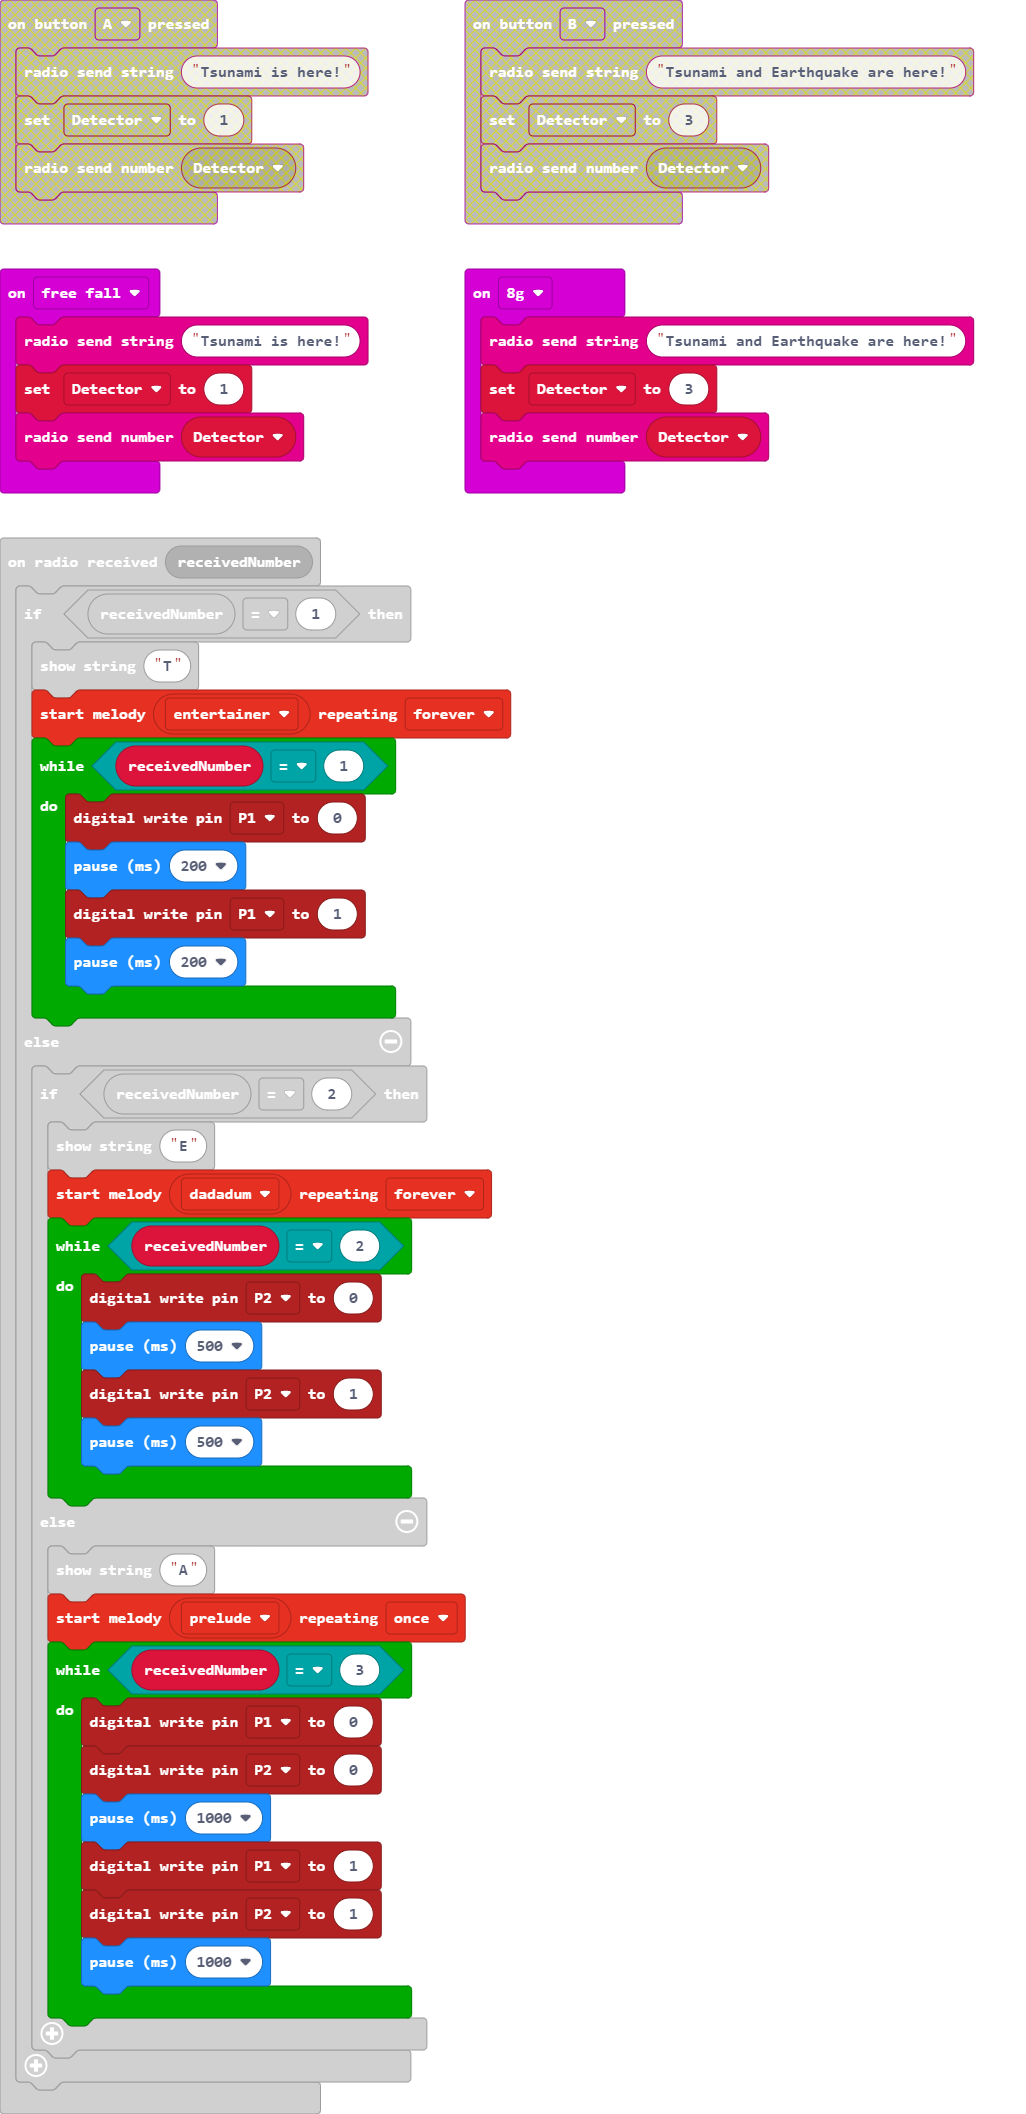 on button A pressed
radio send string "Tsunami is here!"
set Detector to 1
radio send number Detector
on button B pressed
radio send string "Tsunami and Earthquake are here!"
set Detector to 3
radio send number Detector
on free fall
radio send string "Tsunami is here!"
set Detector to 1
radio send number Detector
on 8g
radio send string "Tsunami and Earthquake are here!"
set Detector to 3
radio send number Detector
on radio received receivedNumber
if receivedNumber = 1 then
show string "T"
start melody entertainer repeating forever
while receivedNumber = 1
do
digital write pin P1 to 0
pause (ms) 200
digital write pin P1 to 1
pause (ms) 200
else
if receivedNumber = 2 then
show string "E"
start melody dadadum repeating forever
while receivedNumber = 2
do
digital write pin P2 to 0
pause (ms) 500
digital write pin P2 to 1
pause (ms) 500
else
show string "A"
start melody prelude repeating once
while receivedNumber = 3
do
digital write pin P1 to 0
digital write pin P2 to 0
pause (ms) 1000
digital write pin P1 to 1
digital write pin P2 to 1
pause (ms) 1000